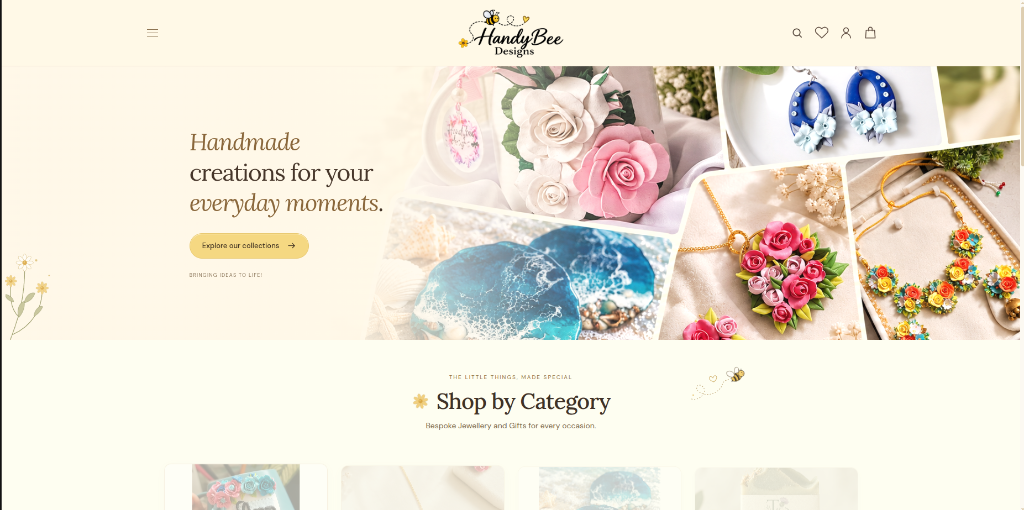 HandyBee
Designs
Handmade
creations for your
everyday moments.
Explore our collections
BRINGING IDEAS TO LIFE!
THE LITTLE THINGS, MADE SPECIAL
Shop by Category
Bespoke Jewellery and Gifts for every occasion.